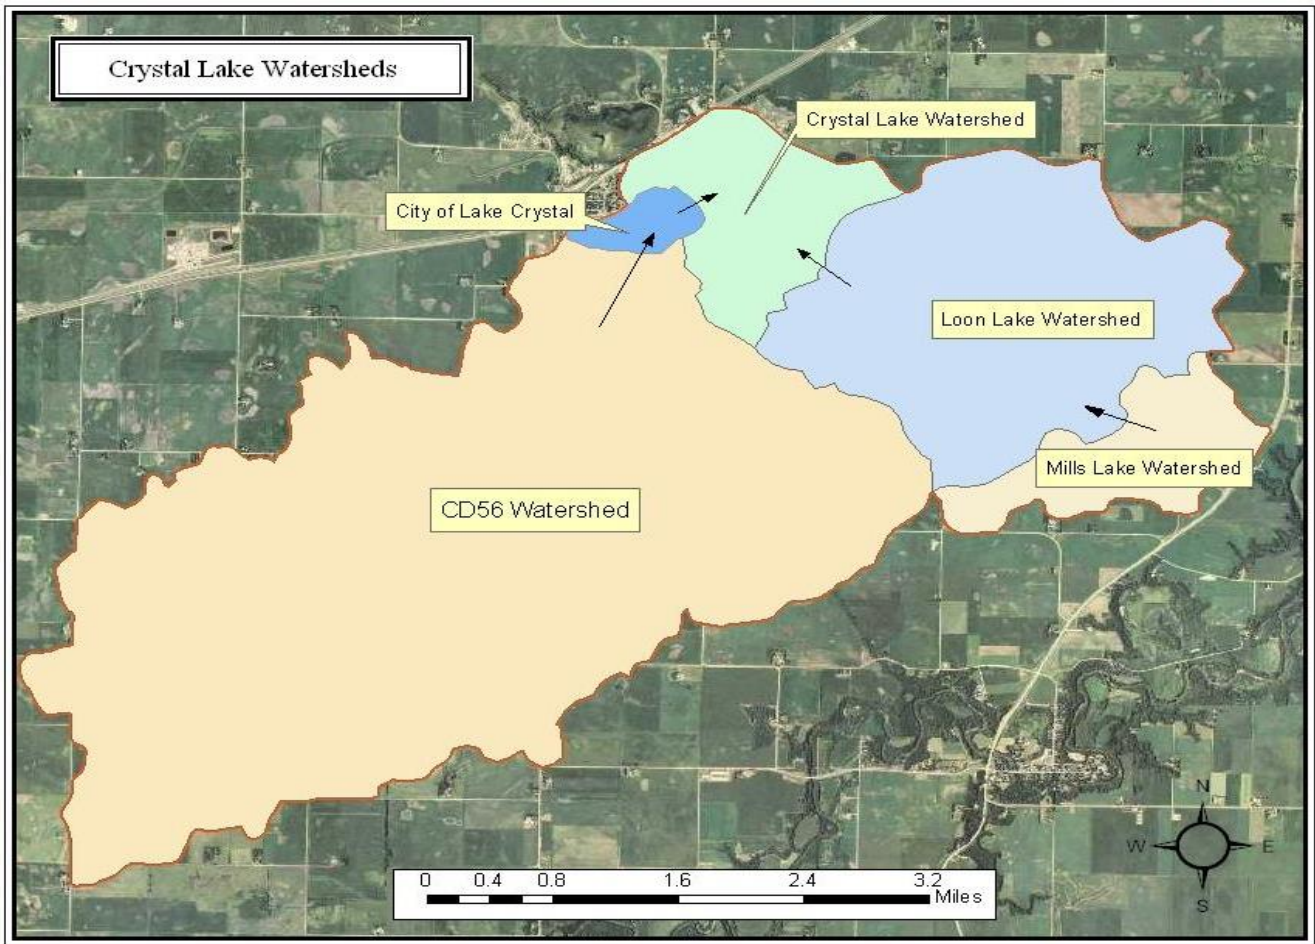 Crystal Lake Watersheds
Crystal Lake Watershed
City of Lake Crystal
Loon Lake Watershed
Mills Lake Watershed
CD56 Watershed
N
W E
S
0 0.4 0.8 1.6 2.4 3.2
Miles